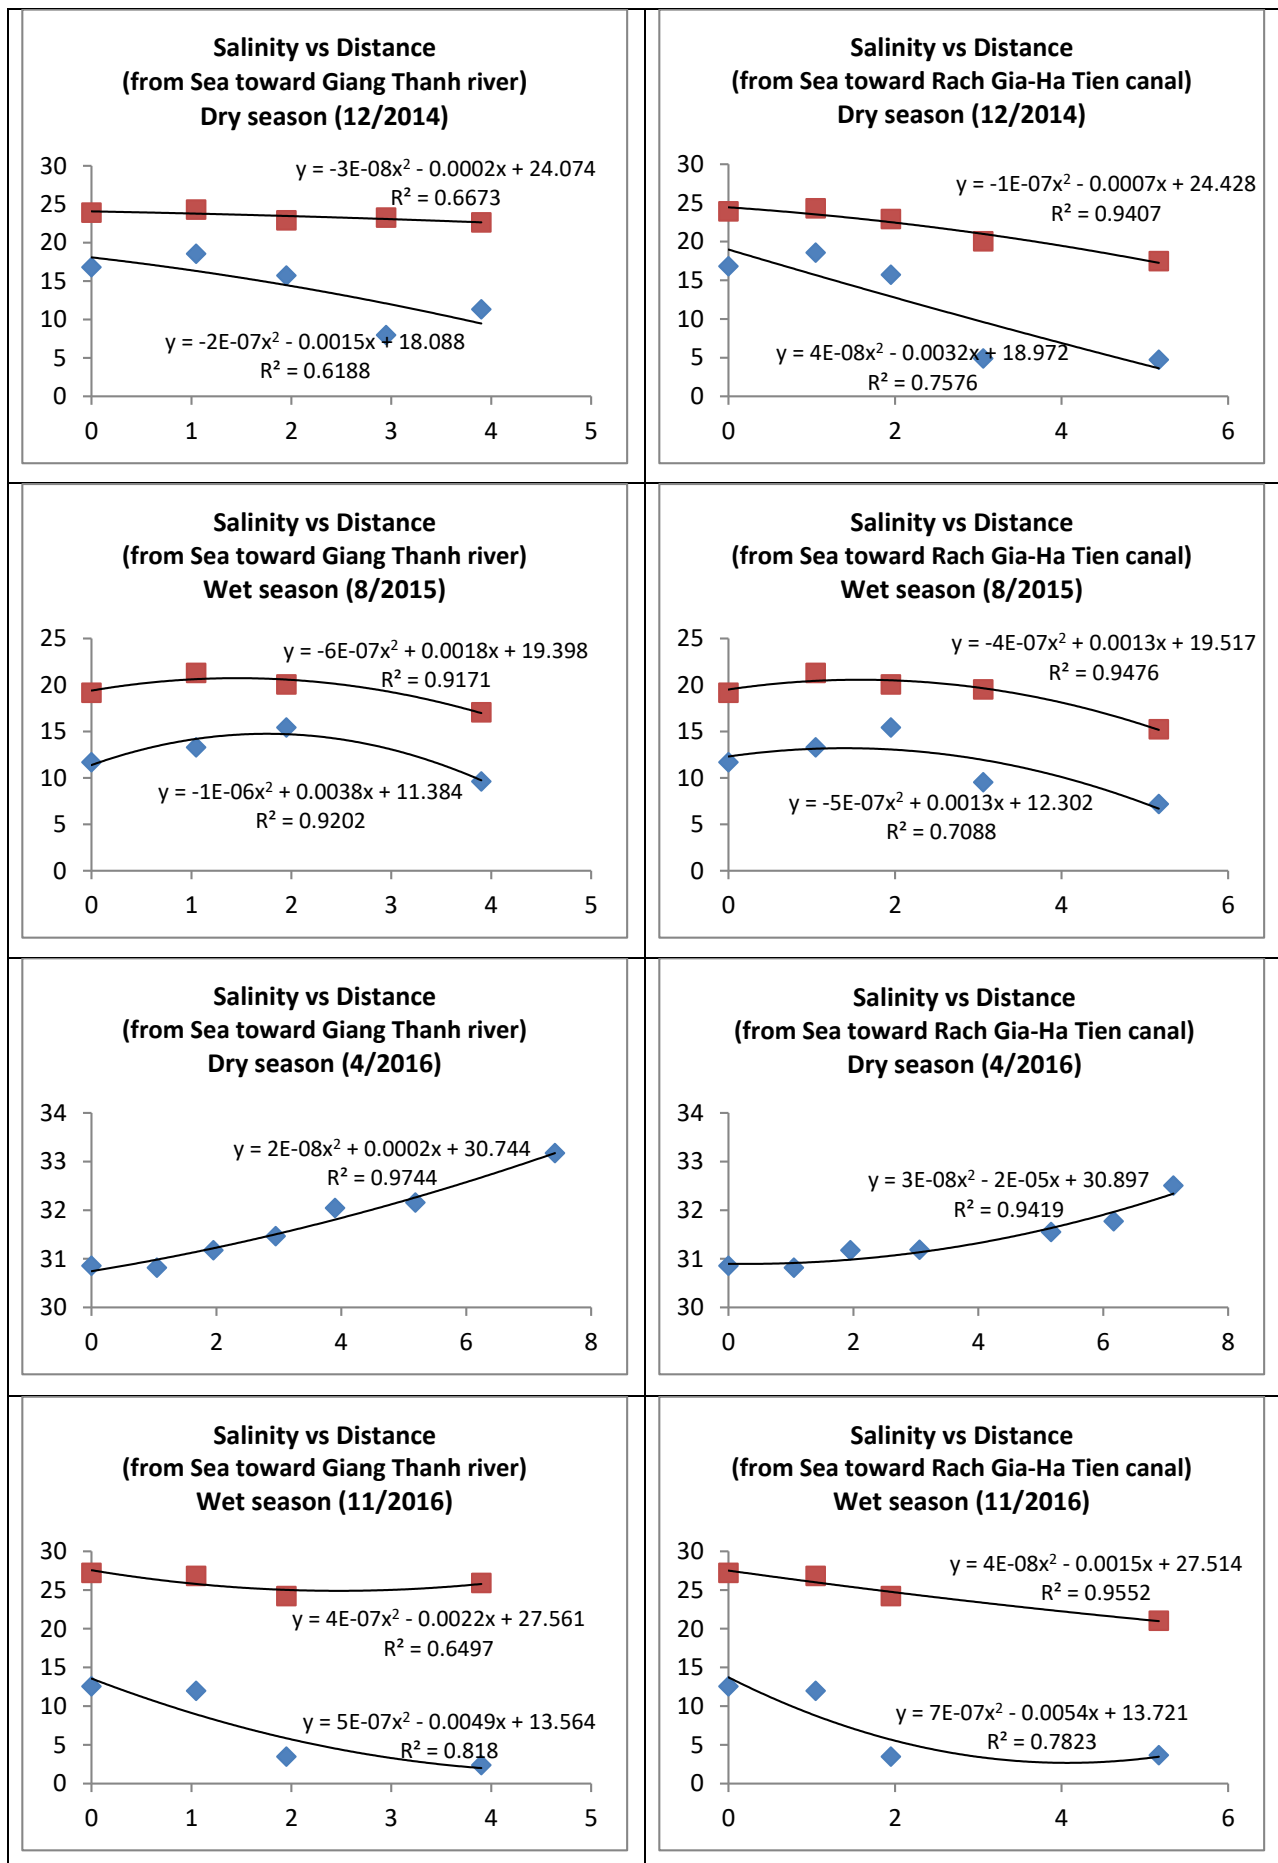 Salinity vs Distance
(from Sea toward Giang Thanh river)
Dry season (12/2014)
y = -3E-08x² - 0.0002x + 24.074
R² = 0.6673
y = -2E-07x² - 0.0015x + 18.088
R² = 0.6188
30
25
20
15
10
5
0
0 1 2 3 4 5
Salinity vs Distance
(from Sea toward Rach Gia-Ha Tien canal)
Dry season (12/2014)
y = -1E-07x² - 0.0007x + 24.428
R² = 0.9407
y = 4E-08x² - 0.0032x + 18.972
R² = 0.7576
30
25
20
15
10
5
0
0 2 4 6
Salinity vs Distance
(from Sea toward Giang Thanh river)
Wet season (8/2015)
y = -6E-07x² + 0.0018x + 19.398
R² = 0.9171
y = -1E-06x² + 0.0038x + 11.384
R² = 0.9202
25
20
15
10
5
0
0 1 2 3 4 5
Salinity vs Distance
(from Sea toward Rach Gia-Ha Tien canal)
Wet season (8/2015)
y = -4E-07x² + 0.0013x + 19.517
R² = 0.9476
y = -5E-07x² + 0.0013x + 12.302
R² = 0.7088
25
20
15
10
5
0
0 2 4 6
Salinity vs Distance
(from Sea toward Giang Thanh river)
Dry season (4/2016)
y = 2E-08x² + 0.0002x + 30.744
R² = 0.9744
34
33
32
31
30
0 2 4 6 8
Salinity vs Distance
(from Sea toward Rach Gia-Ha Tien canal)
Dry season (4/2016)
y = 3E-08x² - 2E-05x + 30.897
R² = 0.9419
34
33
32
31
30
0 2 4 6 8
Salinity vs Distance
(from Sea toward Giang Thanh river)
Wet season (11/2016)
y = 4E-07x² - 0.0022x + 27.561
R² = 0.6497
y = 5E-07x² - 0.0049x + 13.564
R² = 0.818
30
25
20
15
10
5
0
0 1 2 3 4 5
Salinity vs Distance
(from Sea toward Rach Gia-Ha Tien canal)
Wet season (11/2016)
y = 4E-08x² - 0.0015x + 27.514
R² = 0.9552
y = 7E-07x² - 0.0054x + 13.721
R² = 0.7823
30
25
20
15
10
5
0
0 2 4 6